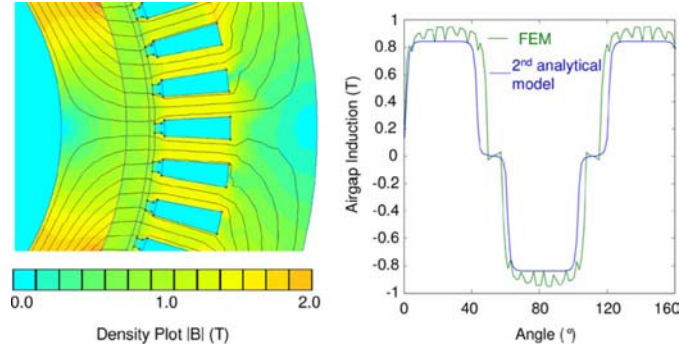 0.0 1.0 2.0
Density Plot |B| (T)
Airgap Induction (T)
1
0.8
0.6
0.4
0.2
0
-0.2
-0.4
-0.6
-0.8
-1
FEM
2nd analytical
model
0 40 80 120 160
Angle (°)